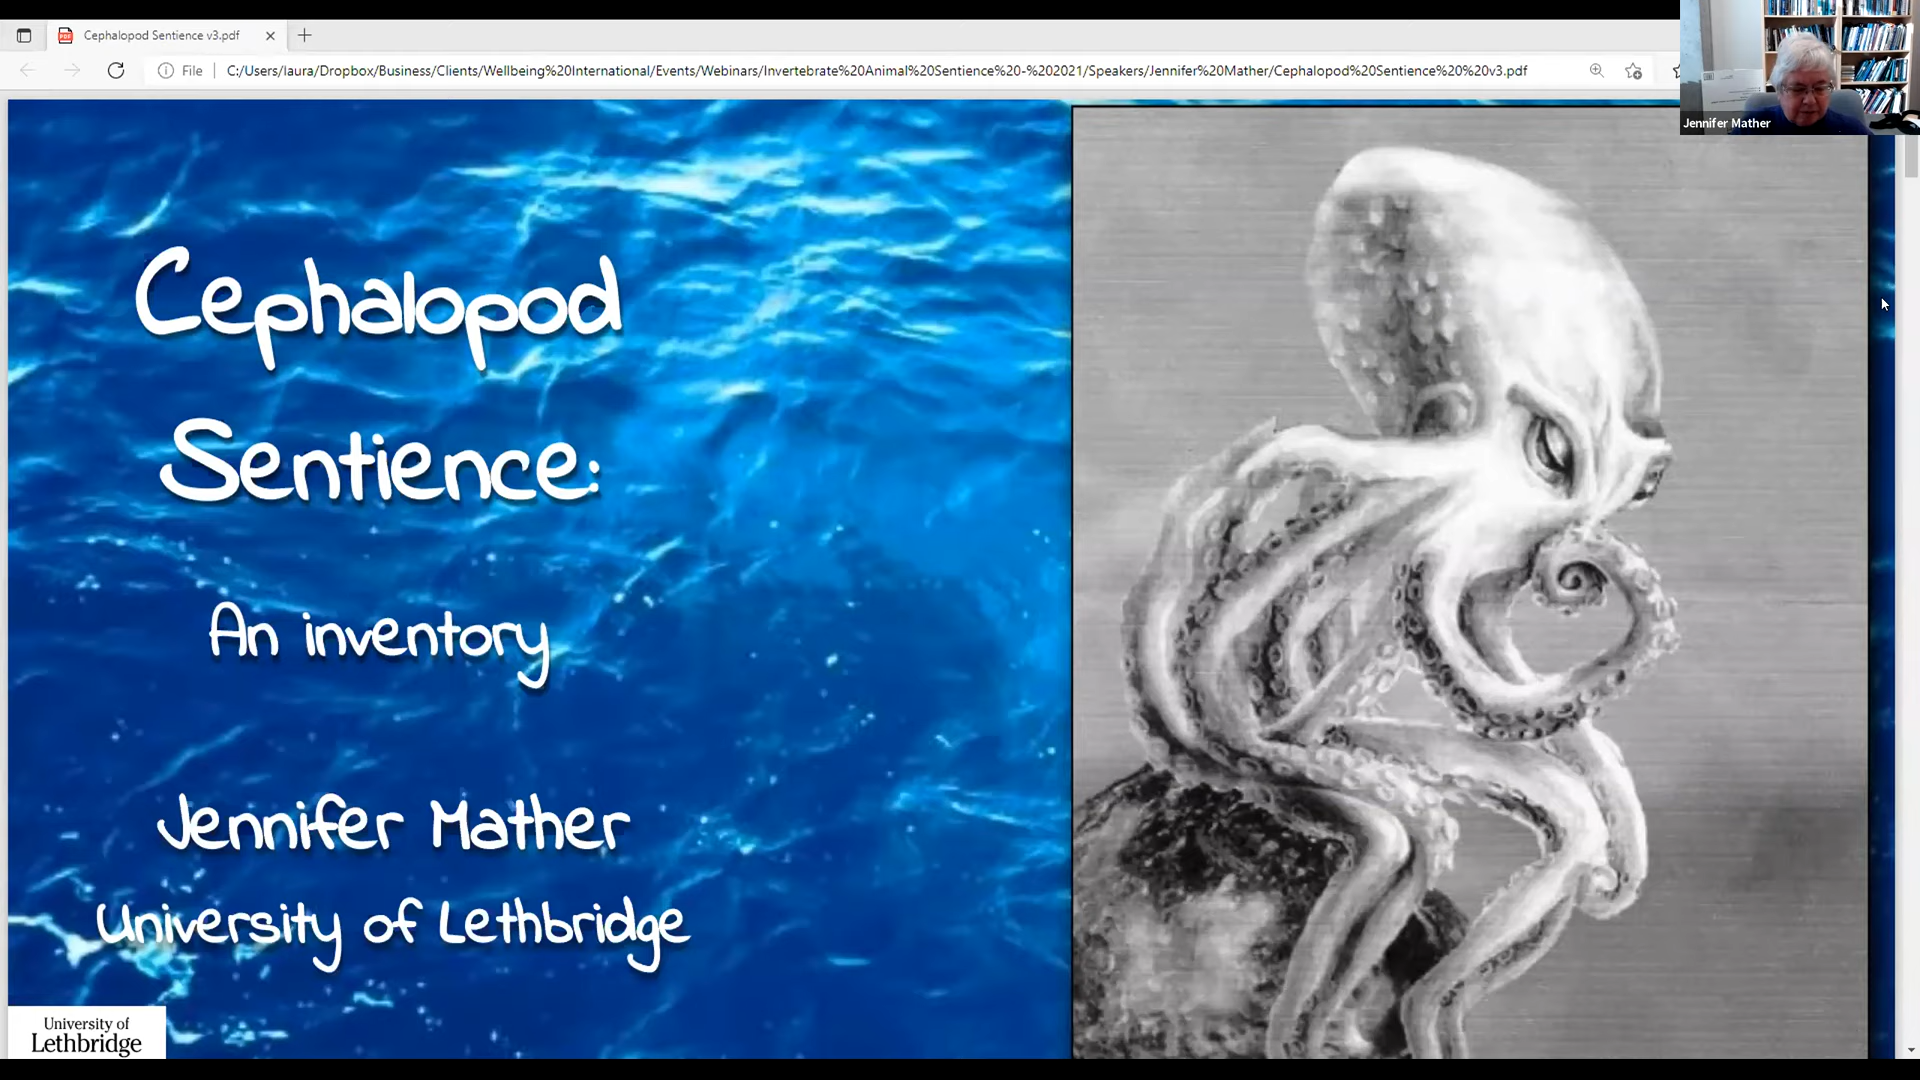 Cephalopod Sentience v3.pdf
File
C:/Users/laura/Dropbox/Business/Clients/Wellbeing%20International/Events/Webinars/Invertebrate%20Animal%20Sentience%20-%202021/Speakers/Jennifer%20Mather/Cephalopod%20Sentience%20%20v3.pdf
Jennifer Mather
Cephalopod
Sentience:
An inventory
Jennifer Mather
University of Lethbridge
University of
Lethbridge